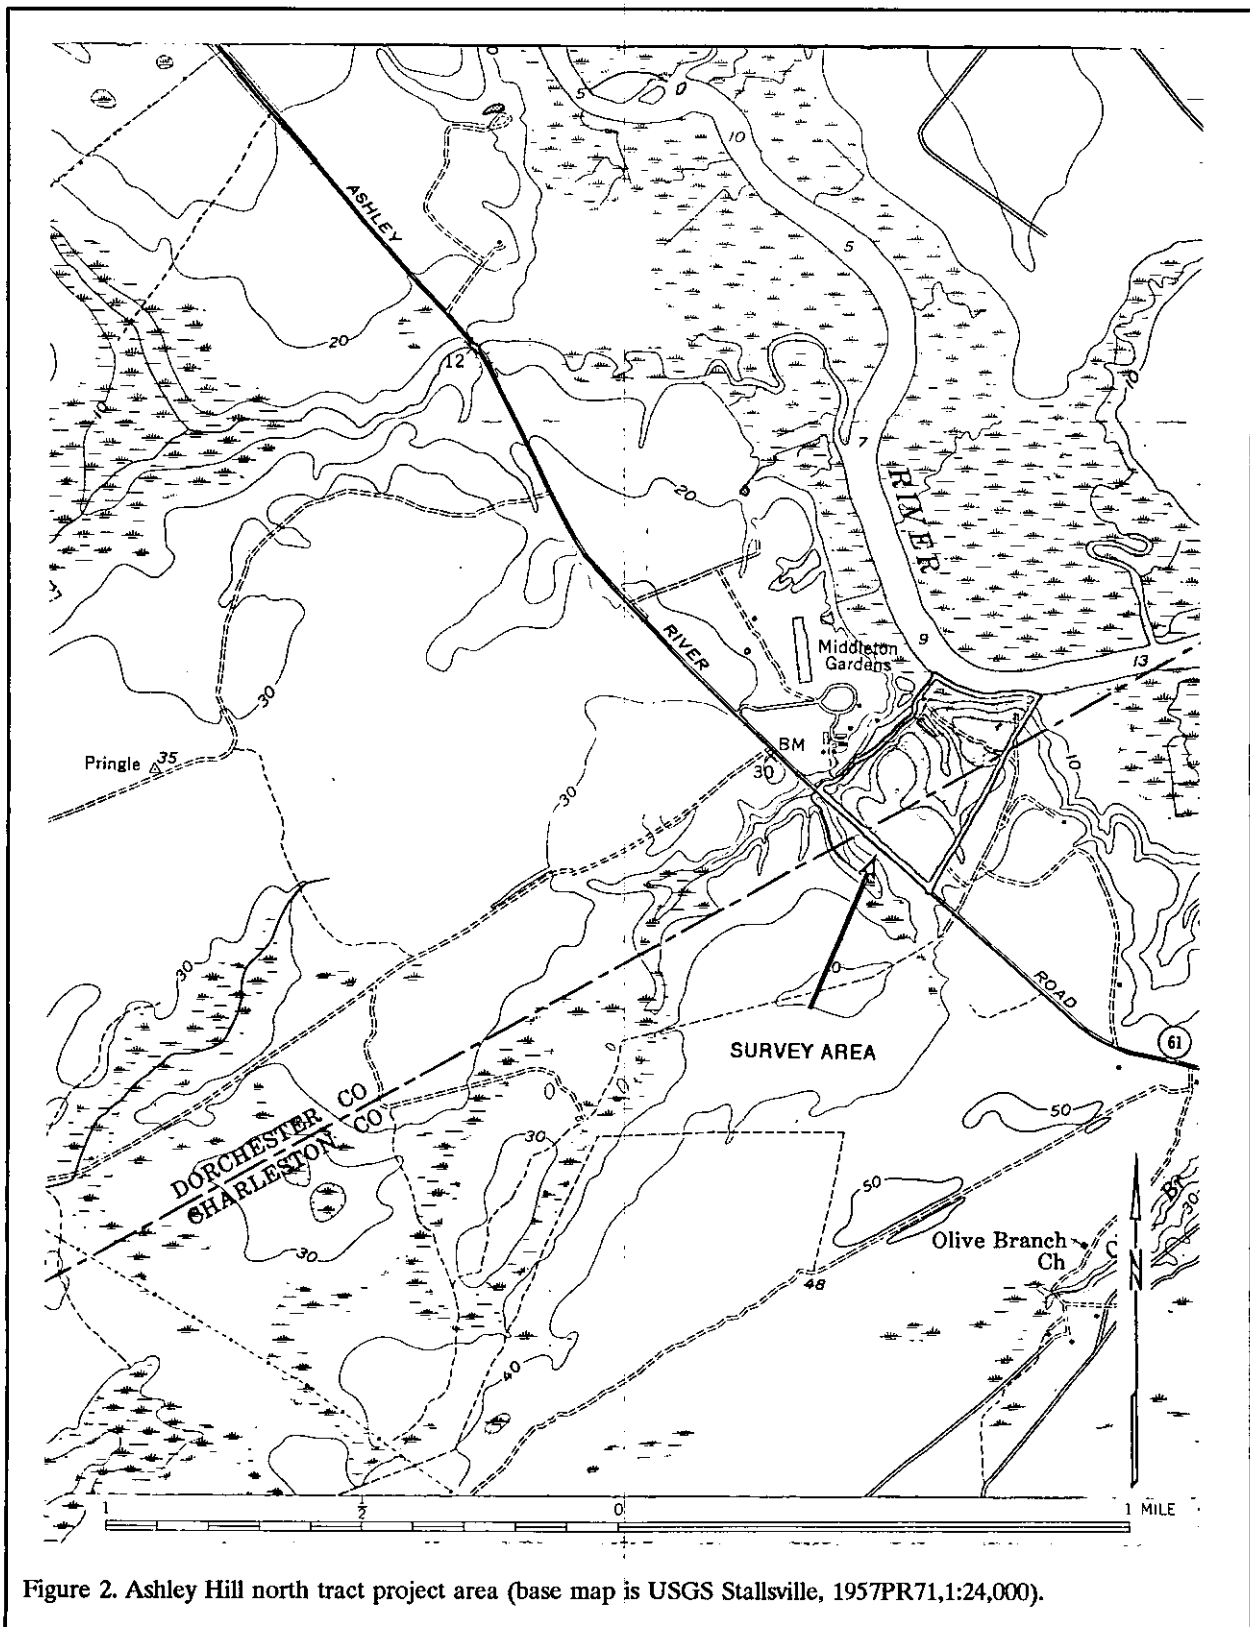 5
0
10
ASHLEY
5
20
12
10
10
7
20
RIVER
RIVER
9
Middleton
Gardens
13
30
BM
30
10
Pringle 35
30
30
ROAD
SURVEY AREA
61
DORCHESTER CO
CHARLESTON CO
30
50
50
30
Br
30
Olive Branch
Ch
N
48
40
1
1/2
0
1 MILE
Figure 2. Ashley Hill north tract project area (base map is USGS Stallsville, 1957PR71,1:24,000).